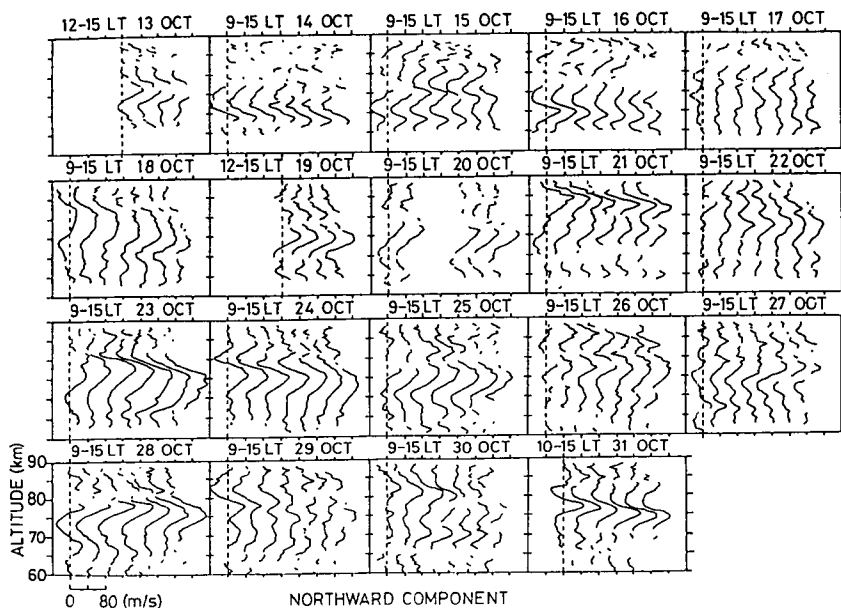 12-15 LT 13 OCT 9-15 LT 14 OCT 9-15 LT 15 OCT 9-15 LT 16 OCT 9-15 LT 17 OCT
9-15 LT 18 OCT 12-15 LT 19 OCT 9-15 LT 20 OCT 9-15 LT 21 OCT 9-15 LT 22 OCT
9-15 LT 23 OCT 9-15 LT 24 OCT 9-15 LT 25 OCT 9-15 LT 26 OCT 9-15 LT 27 OCT
9-15 LT 28 OCT 9-15 LT 29 OCT 9-15 LT 30 OCT 10-15 LT 31 OCT
ALTITUDE (km)
90
80
70
60
0 80 (m/s) NORTHWARD COMPONENT